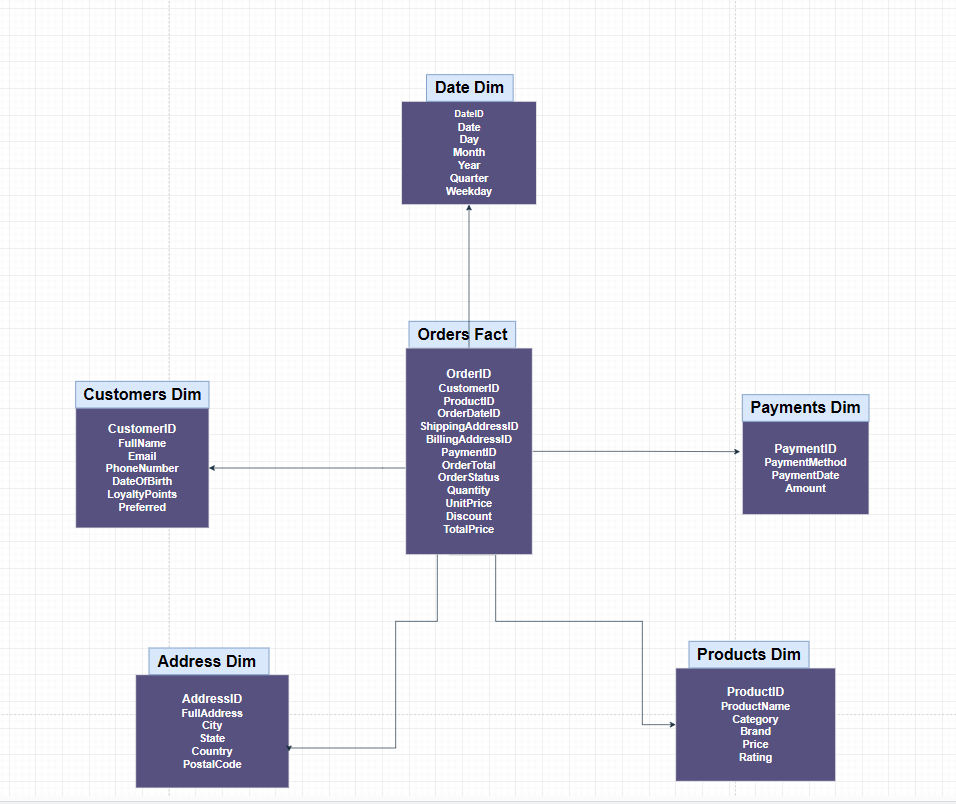 Date Dim
DateID
Date
Day
Month
Year
Quarter
Weekday
Orders Fact
OrderID
CustomerID
ProductID
OrderDateID
ShippingAddressID
BillingAddressID
PaymentID
OrderTotal
OrderStatus
Quantity
UnitPrice
Discount
TotalPrice
Customers Dim
CustomerID
FullName
Email
PhoneNumber
DateOfBirth
LoyaltyPoints
Preferred
Payments Dim
PaymentID
PaymentMethod
PaymentDate
Amount
Address Dim
AddressID
FullAddress
City
State
Country
PostalCode
Products Dim
ProductID
ProductName
Category
Brand
Price
Rating